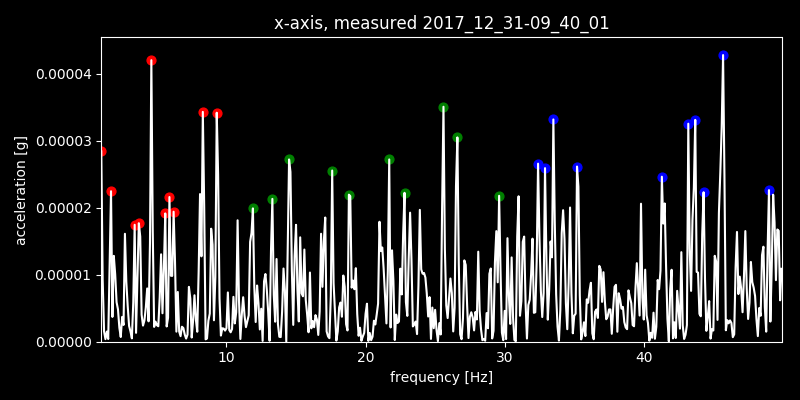 x-axis, measured 2017_12_31-09_40_01
0.00004
0.00003
0.00002
0.00001
0.00000
acceleration [g]
10 20 30 40
frequency [Hz]